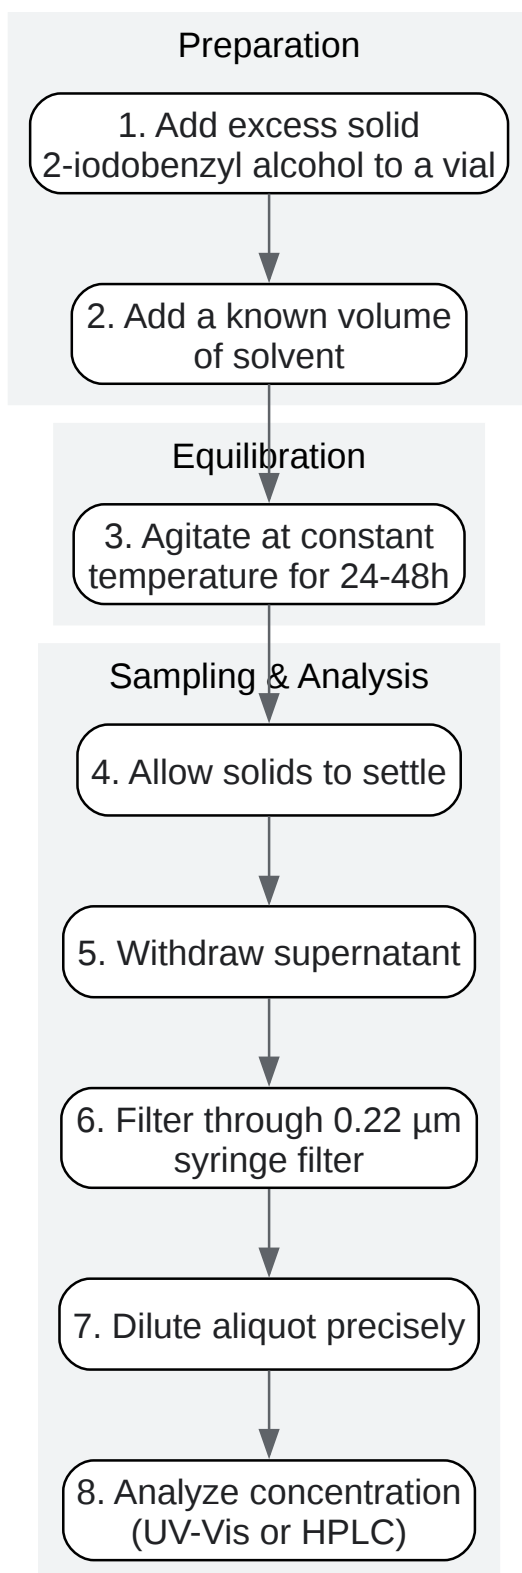 Preparation
1. Add excess solid
2-iodobenzyl alcohol to a vial
2. Add a known volume
of solvent
Equilibration
3. Agitate at constant
temperature for 24-48h
Sampling & Analysis
4. Allow solids to settle
5. Withdraw supernatant
6. Filter through 0.22 µm
syringe filter
7. Dilute aliquot precisely
8. Analyze concentration
(UV-Vis or HPLC)